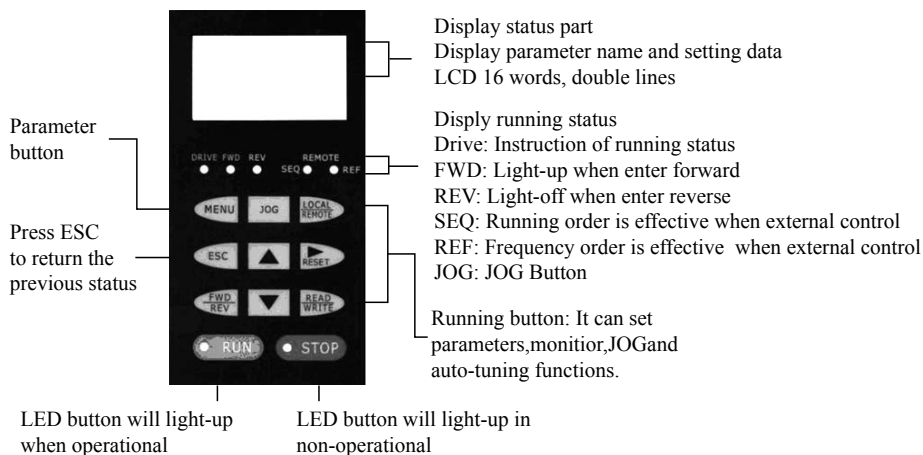 Display status part
Display parameter name and setting data
LCD 16 words, double lines
Parameter
button
Press ESC
to return the
previous status
DRIVE FWD REV REMOTE
SEQ REF
MENU JOG LOCAL
REMOTE
ESC RESET
FWD
REV
READ
WRITE
RUN STOP
Disply running status
Drive: Instruction of running status
FWD: Light-up when enter forward
REV: Light-off when enter reverse
SEQ: Running order is effective when external control
REF: Frequency order is effective when external control
JOG: JOG Button
Running button: It can set
parameters,monitior,JOGand
auto-tuning functions.
LED button will light-up
when operational
LED button will light-up in
non-operational